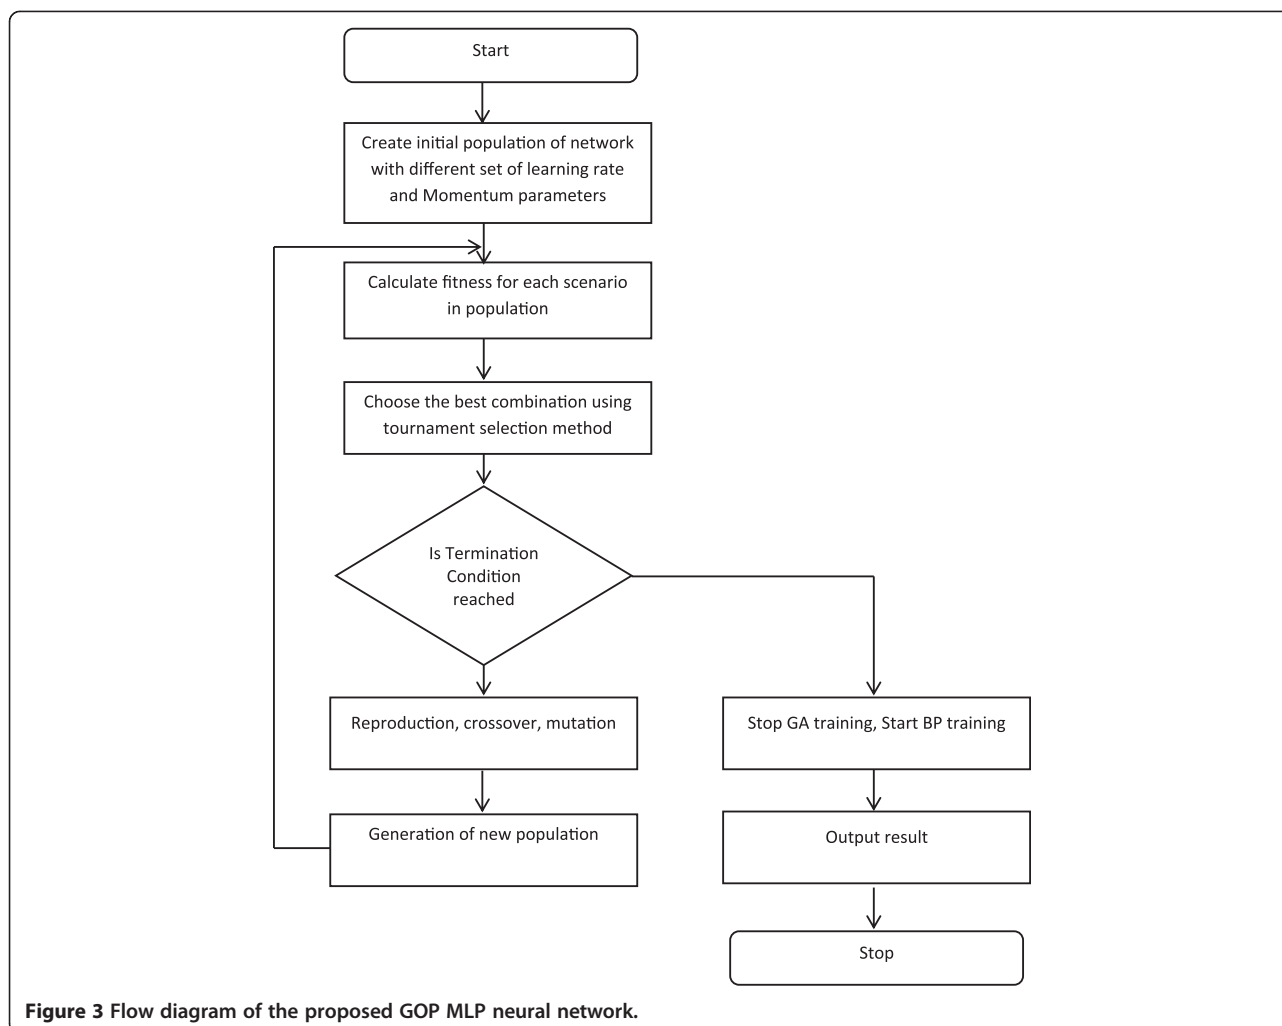 Start
Create initial population of network
with different set of learning rate
and Momentum parameters
Calculate fitness for each scenario
in population
Choose the best combination using
tournament selection method
Is Termination
Condition
reached
Reproduction, crossover, mutation
Generation of new population
Stop GA training, Start BP training
Output result
Stop
Figure 3 Flow diagram of the proposed GOP MLP neural network.